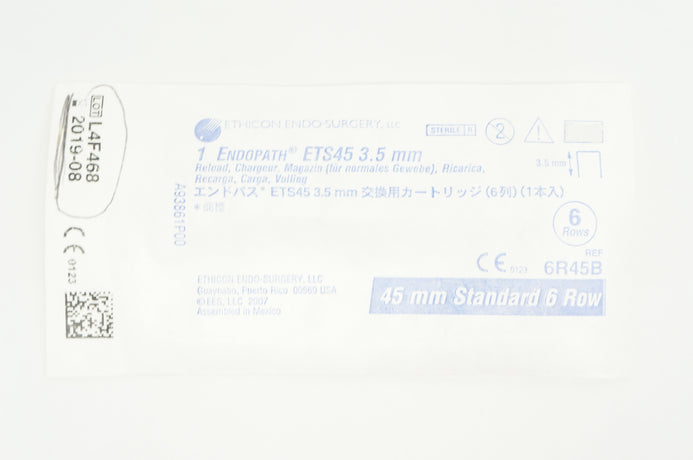 LOT L4F468
2019-08
CE 0123
A93861P00
ETHICON ENDO-SURGERY, LLC
STERILE R
2
1 ENDOPATH® ETS45 3.5 mm
Reload, Chargeur, Magazin (für normales Gewebe), Ricarica,
Recarga, Carga, Vulling
エンドパス® ETS45 3.5 mm 交換用カートリッジ (6列) (1本入)
3.5 mm
6
Rows
CE 0123
REF
6R45B
ETHICON ENDO-SURGERY, LLC
Guaynabo, Puerto Rico 00969 USA
© EES, LLC 2007
Assembled in Mexico
45 mm Standard 6 Row